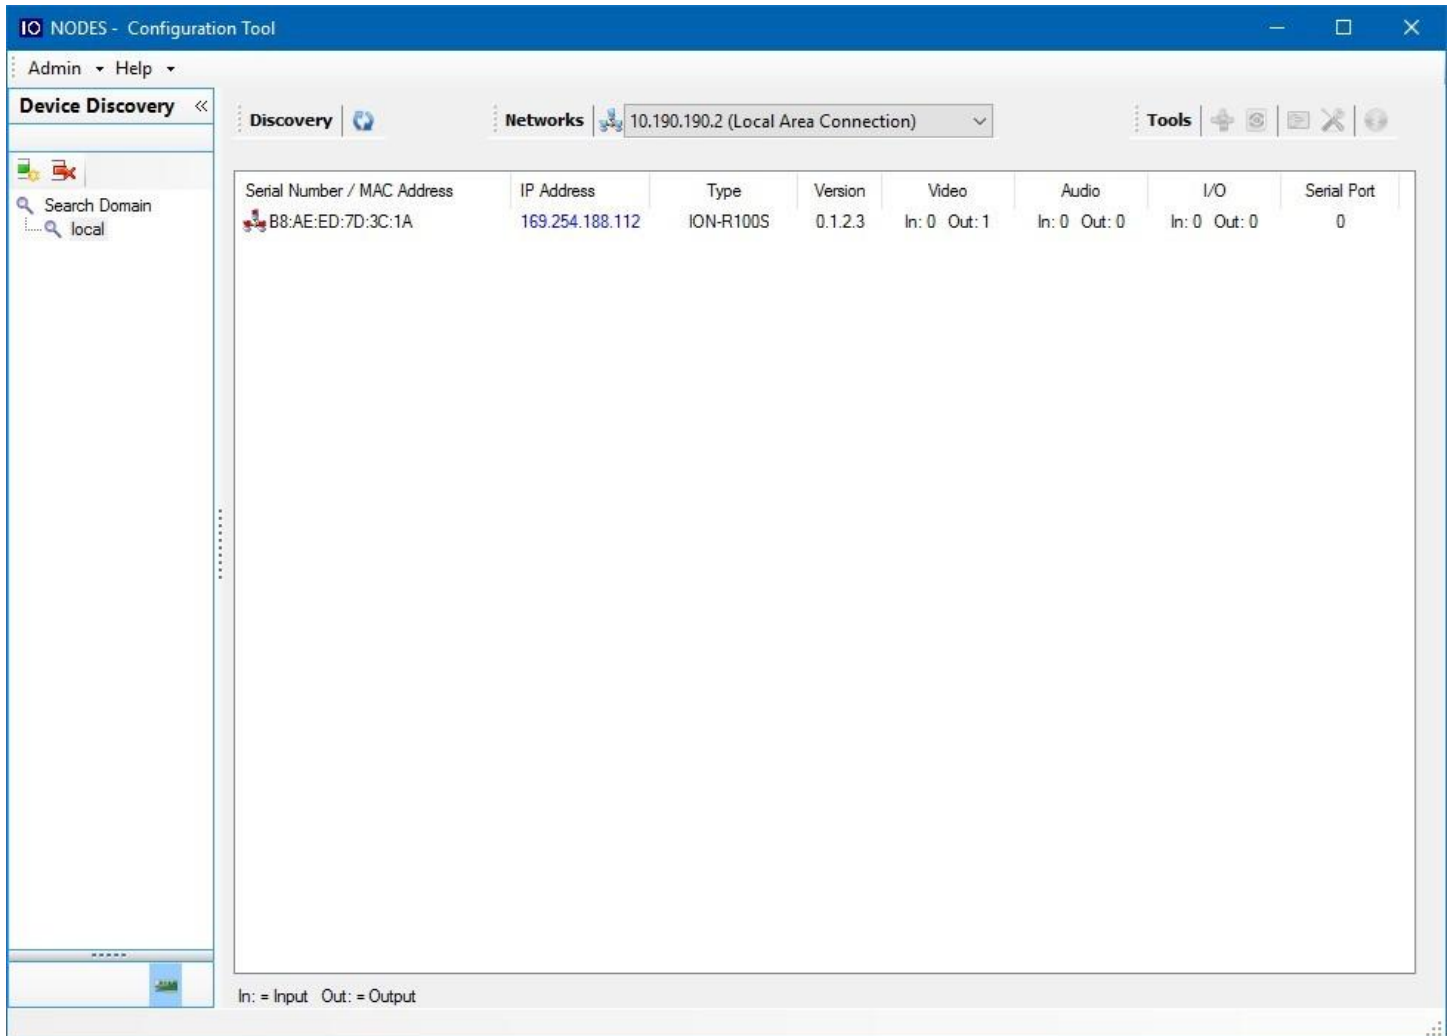 IO NODES - Configuration Tool
Admin Help
Device Discovery «
Discovery Networks 10.190.190.2 (Local Area Connection) Tools
Search Domain
local
Serial Number / MAC Address IP Address Type Version Video Audio I/O Serial Port
B8:AE:ED:7D:3C:1A 169.254.188.112 ION-R100S 0.1.2.3 In: 0 Out: 1 In: 0 Out: 0 In: 0 Out: 0 0
In: = Input Out: = Output